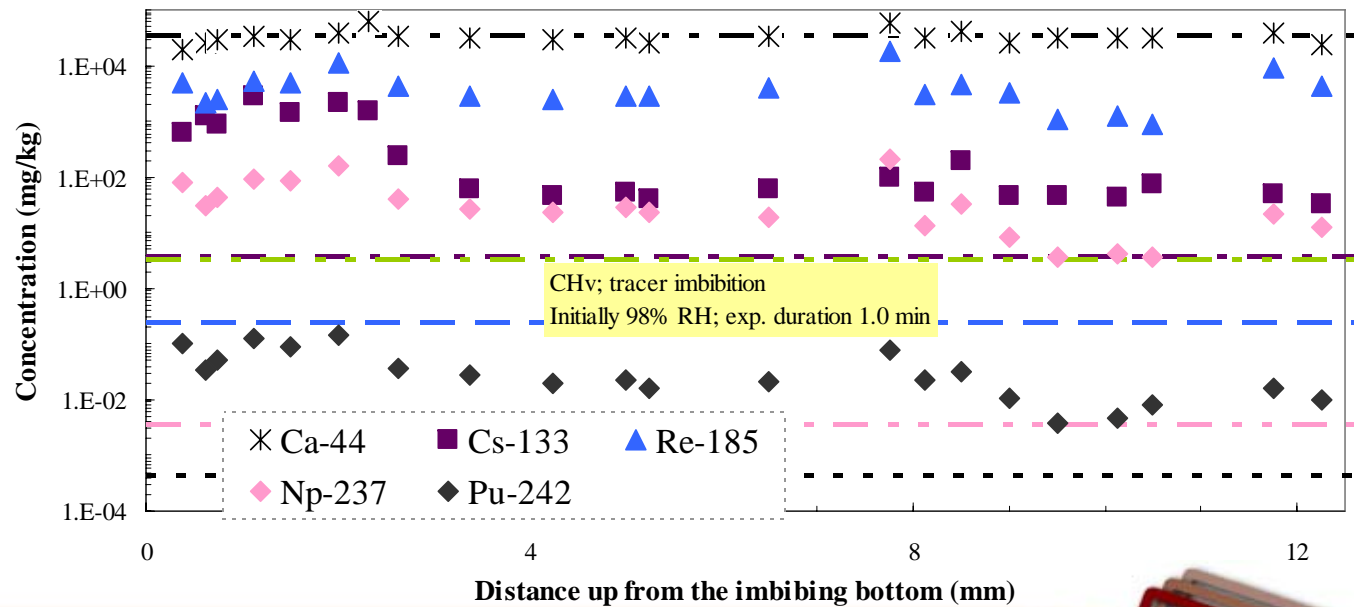 Concentration (mg/kg)
1.E+04
1.E+02
1.E+00
1.E-02
1.E-04
CHv; tracer imbibition
Initially 98% RH; exp. duration 1.0 min
Ca-44 Cs-133 Re-185
Np-237 Pu-242
0 4 8 12
Distance up from the imbibing bottom (mm)